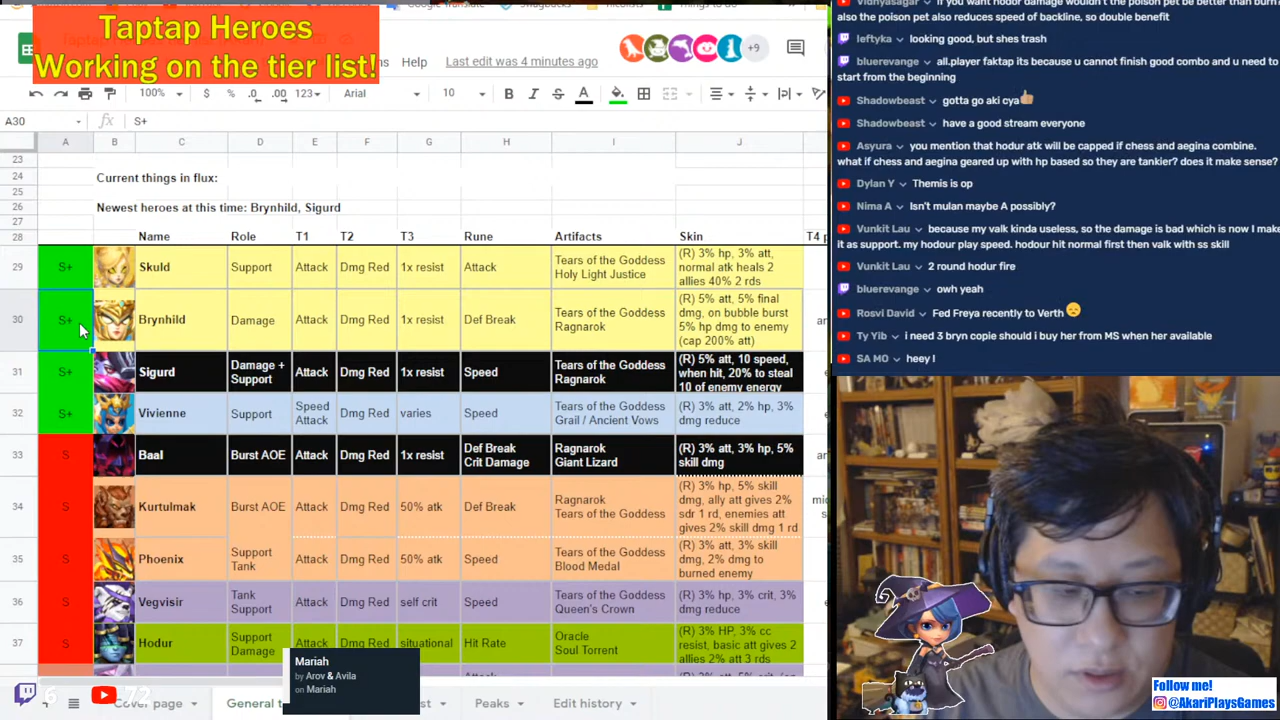 Taptap Heroes
Working on the tier list!
Help
Last edit was 4 minutes ago
+9
100%
$
%
.0
.00
123
Arial
10
B
I
S
A
A30
fx
S+
A
B
C
D
E
F
G
H
I
J
23
24
Current things in flux:
25
26
Newest heroes at this time: Brynhild, Sigurd
27
28
Name
Role
T1
T2
T3
Rune
Artifacts
Skin
T4 p
29
S+
Skuld
Support
Attack
Dmg Red
1x resist
Attack
Tears of the Goddess
Holy Light Justice
(R) 3% hp, 3% att,
normal atk heals 2
allies 40% 2 rds
30
S+
Brynhild
Damage
Attack
Dmg Red
1x resist
Def Break
Tears of the Goddess
Ragnarok
(R) 5% att, 5% final
dmg, on bubble burst
5% hp dmg to enemy
(cap 200% att)
31
S+
Sigurd
Damage +
Support
Attack
Dmg Red
1x resist
Speed
Tears of the Goddess
Ragnarok
(R) 5% att, 10 speed,
when hit, 20% to steal
10 of enemy energy
32
S+
Vivienne
Support
Speed
Attack
Dmg Red
varies
Speed
Tears of the Goddess
Grail / Ancient Vows
(R) 3% att, 2% hp, 3%
dmg reduce
33
S
Baal
Burst AOE
Attack
Dmg Red
1x resist
Def Break
Crit Damage
Ragnarok
Giant Lizard
(R) 3% att, 3% hp, 5%
skill dmg
34
S
Kurtulmak
Burst AOE
Attack
Dmg Red
50% atk
Def Break
Ragnarok
Tears of the Goddess
(R) 3% hp, 5% skill
dmg, ally att gives 2%
sdr 1 rd, enemies att
gives 2% skill dmg 1 rd
35
S
Phoenix
Support
Tank
Attack
Dmg Red
50% atk
Speed
Tears of the Goddess
Blood Medal
(R) 3% att, 3% skill
dmg, 2% dmg to
burned enemy
36
S
Vegvisir
Tank
Support
Attack
Dmg Red
self crit
Speed
Tears of the Goddess
Queen's Crown
(R) 3% hp, 3% crit, 3%
dmg reduce
37
S
Hodur
Support
Damage
Attack
Dmg Red
situational
Hit Rate
Oracle
Soul Torrent
(R) 3% HP, 3% cc
resist, basic att gives 2
allies 2% att 3 rds
Mariah
by Arov & Avila
on Mariah
6
72
Cover page
General t
Peaks
Edit history
also the poison pet also reduces speed of backline, so double benefit
leftyka looking good, but shes trash
bluerevange all.player faktap its because u cannot finish good combo and u need to
start from the beginning
Shadowbeast gotta go aki cya
Shadowbeast have a good stream everyone
Asyura you mention that hodur atk will be capped if chess and aegina combine.
what if chess and aegina geared up with hp based so they are tankier? does it make sense?
Dylan Y Themis is op
Nima A Isn't mulan maybe A possibly?
Vunkit Lau because my valk kinda useless, so the damage is bad which is now I make
it as support. my hodour play speed. hodour hit normal first then valk with ss skill
Vunkit Lau 2 round hodur fire
bluerevange owh yeah
Rosvi David Fed Freya recently to Verth
Ty Yib i need 3 bryn copie should i buy her from MS when her available
SA MO heey !
Follow me!
@AkariPlaysGames